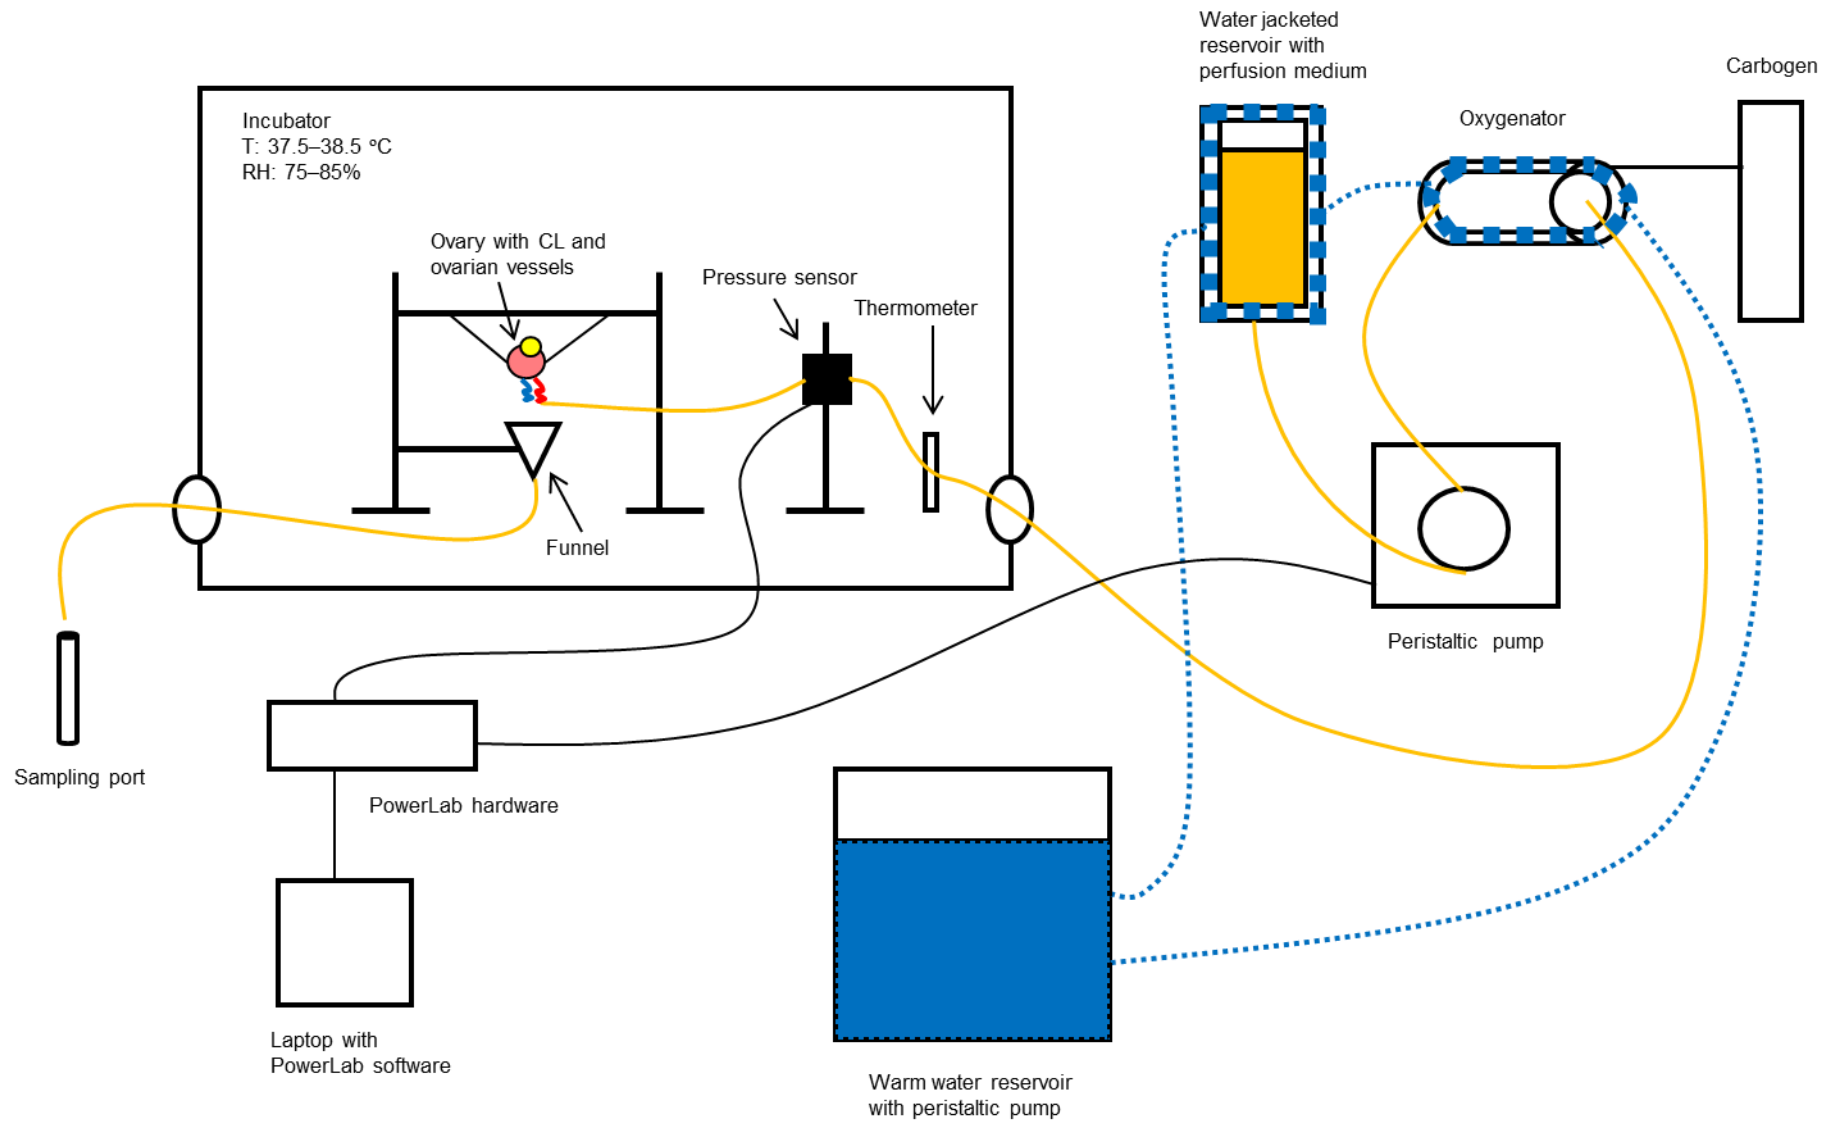 Water jacketed
reservoir with
perfusion medium
Carbogen
Oxygenator
Incubator
T: 37.5–38.5 °C
RH: 75–85%
Ovary with CL and
ovarian vessels
Pressure sensor
Thermometer
Funnel
Peristaltic pump
Sampling port
PowerLab hardware
Laptop with
PowerLab software
Warm water reservoir
with peristaltic pump